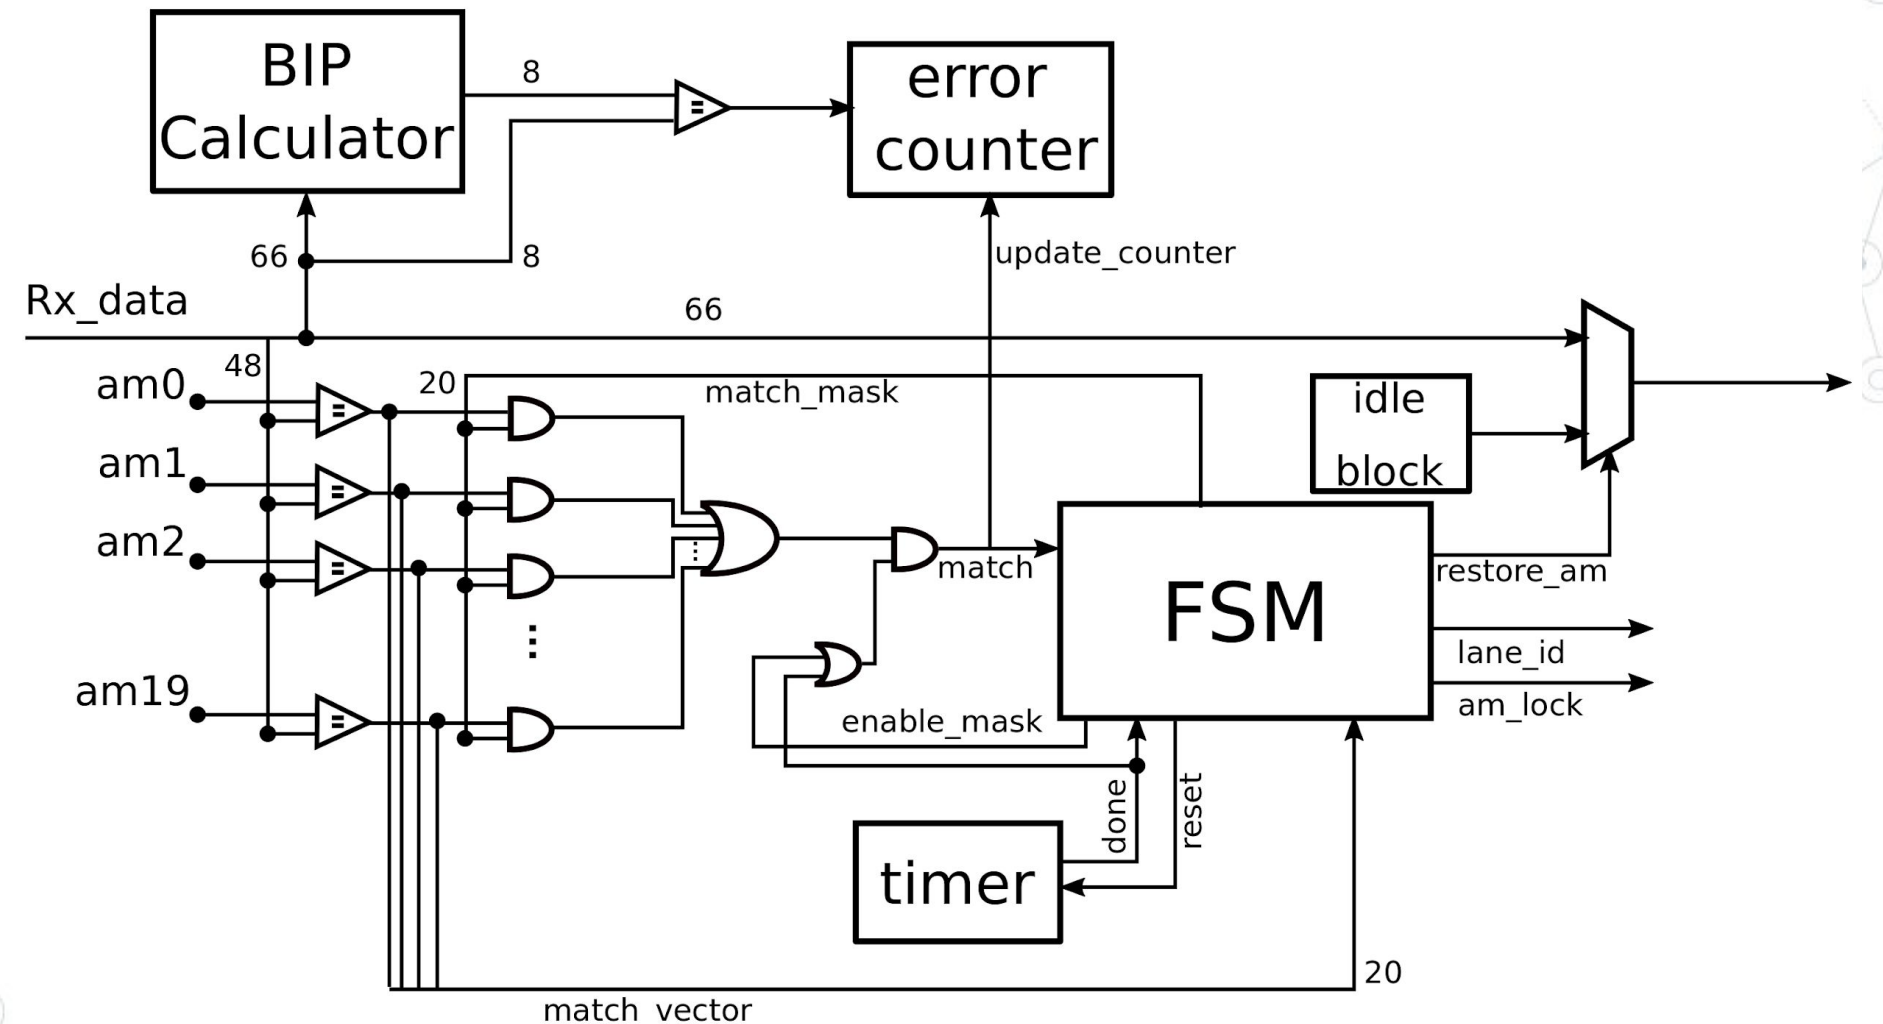 BIP
Calculator
8
error
counter
66
8
update_counter
Rx_data
66
48
am0
20
match_mask
idle
block
am1
am2
match
FSM
restore_am
lane_id
am_lock
am19
enable_mask
done
reset
timer
20
match_vector
=
=
=
=
=